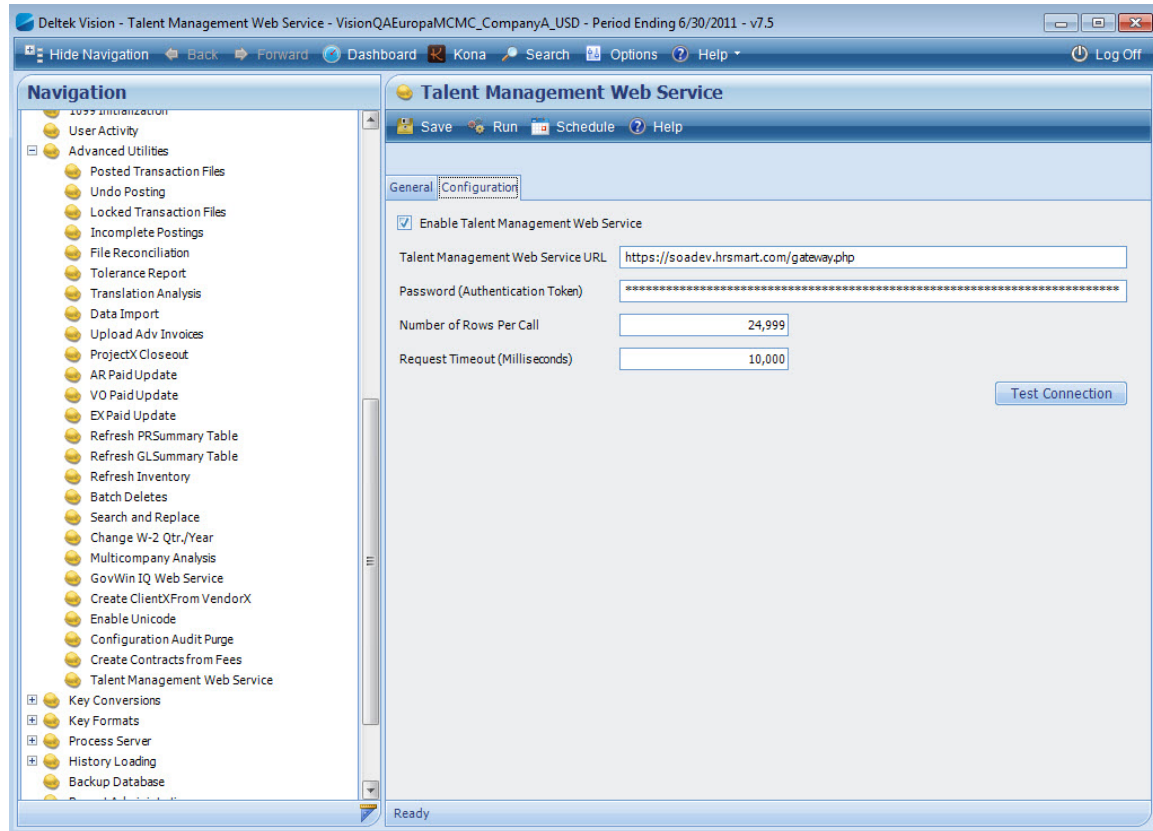 Deltek Vision - Talent Management Web Service - VisionQAEuropaMCMC_CompanyA_USD - Period Ending 6/30/2011 - v7.5
Hide Navigation Back Forward Dashboard Kona Search Options Help Log Off
Navigation
1099 Initialization
User Activity
Advanced Utilities
Posted Transaction Files
Undo Posting
Locked Transaction Files
Incomplete Postings
File Reconciliation
Tolerance Report
Translation Analysis
Data Import
Upload Adv Invoices
ProjectX Closeout
AR Paid Update
VO Paid Update
EX Paid Update
Refresh PRSummary Table
Refresh GLSummary Table
Refresh Inventory
Batch Deletes
Search and Replace
Change W-2 Qtr./Year
Multicompany Analysis
GovWin IQ Web Service
Create ClientXFrom VendorX
Enable Unicode
Configuration Audit Purge
Create Contracts from Fees
Talent Management Web Service
Key Conversions
Key Formats
Process Server
History Loading
Backup Database
Talent Management Web Service
Save Run Schedule Help
General Configuration
Enable Talent Management Web Service
Talent Management Web Service URL https://soadev.hrsmart.com/gateway.php
Password (Authentication Token) **************************************************************************
Number of Rows Per Call 24,999
Request Timeout (Milliseconds) 10,000
Test Connection
Ready